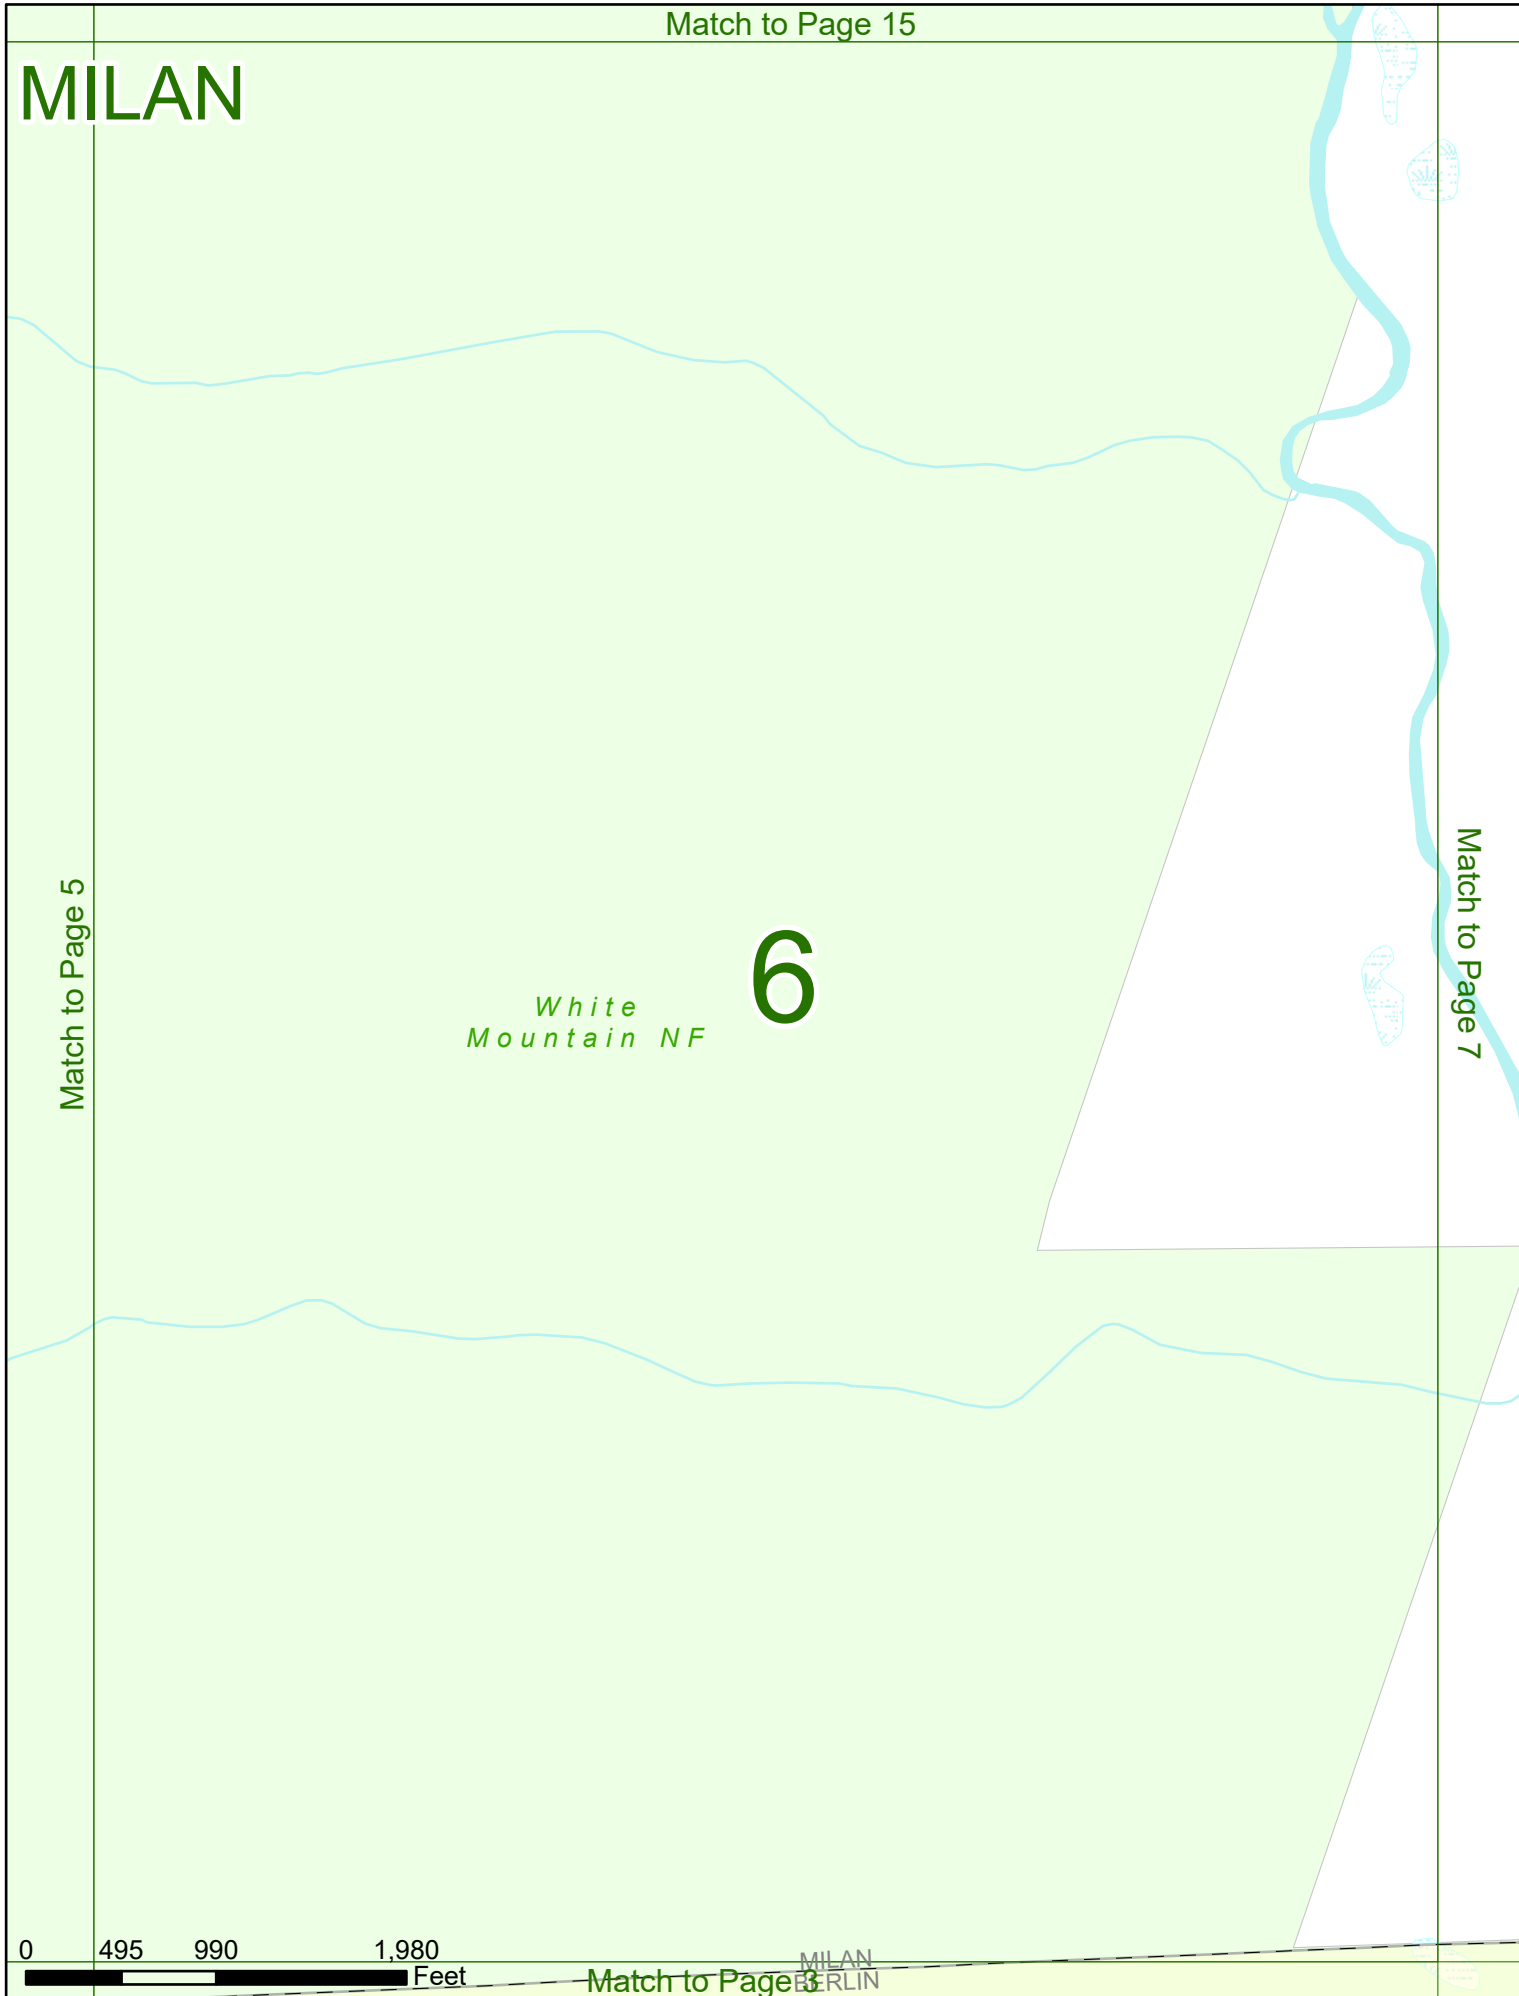 Match to Page 15
MILAN
Match to Page 5
6
White
Mountain NF
Match to Page 7
0 495 990 1,980
Feet
MILAN
BERLIN
Match to Page 3